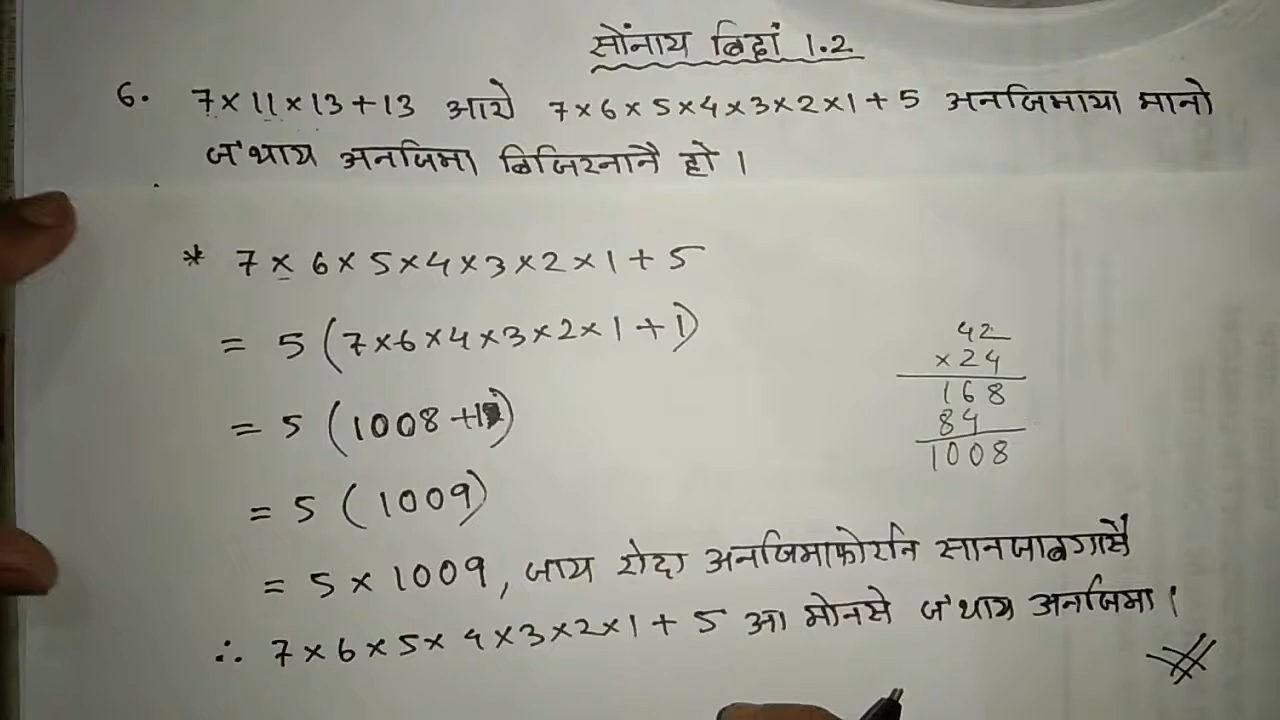 सोंनाय बिदां 1.2
6. 7×11×13+13 आरो 7×6×5×4×3×2×1+5 अनजिमाया मानो
ज'थाय अनजिमा बिजिरनानै हो ।
* 7×6×5×4×3×2×1+5
= 5 (7×6×4×3×2×1+1)
= 5 (1008+1)
= 5 (1009)
= 5 × 1009, जाय रोदा अनजिमाफोरनि सानजाबगासै
∴ 7×6×5×4×3×2×1+5 आ मोनसे ज'थाय अनजिमा ।
42
×24
168
84
1008